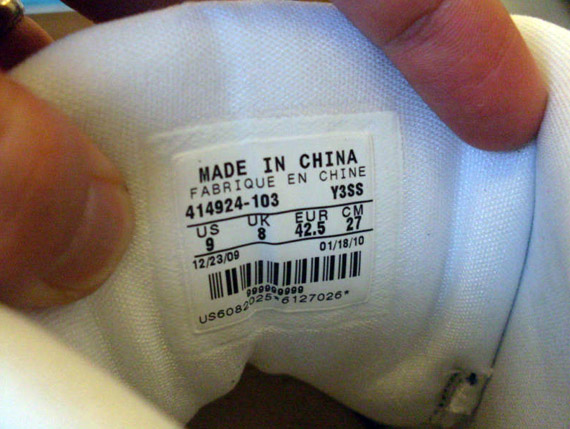 MADE IN CHINA
FABRIQUE EN CHINE
414924-103 Y3SS
US UK EUR CM
9 8 42.5 27
12/23/09 01/18/10
999999999
US6082025*6127026*